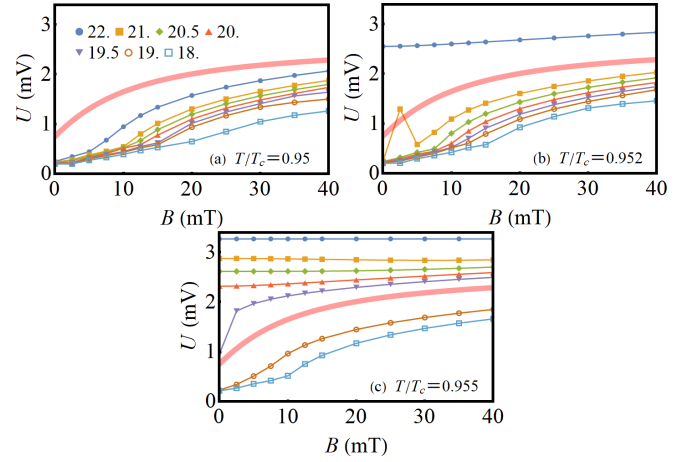 3
2
1
0
U (mV)
22. 21. 20.5 20.
19.5 19. 18.
(a) T/Tc=0.95
0 10 20 30 40
B (mT)
3
2
1
0
U (mV)
(b) T/Tc=0.952
0 10 20 30 40
B (mT)
3
2
1
0
U (mV)
(c) T/Tc=0.955
0 10 20 30 40
B (mT)